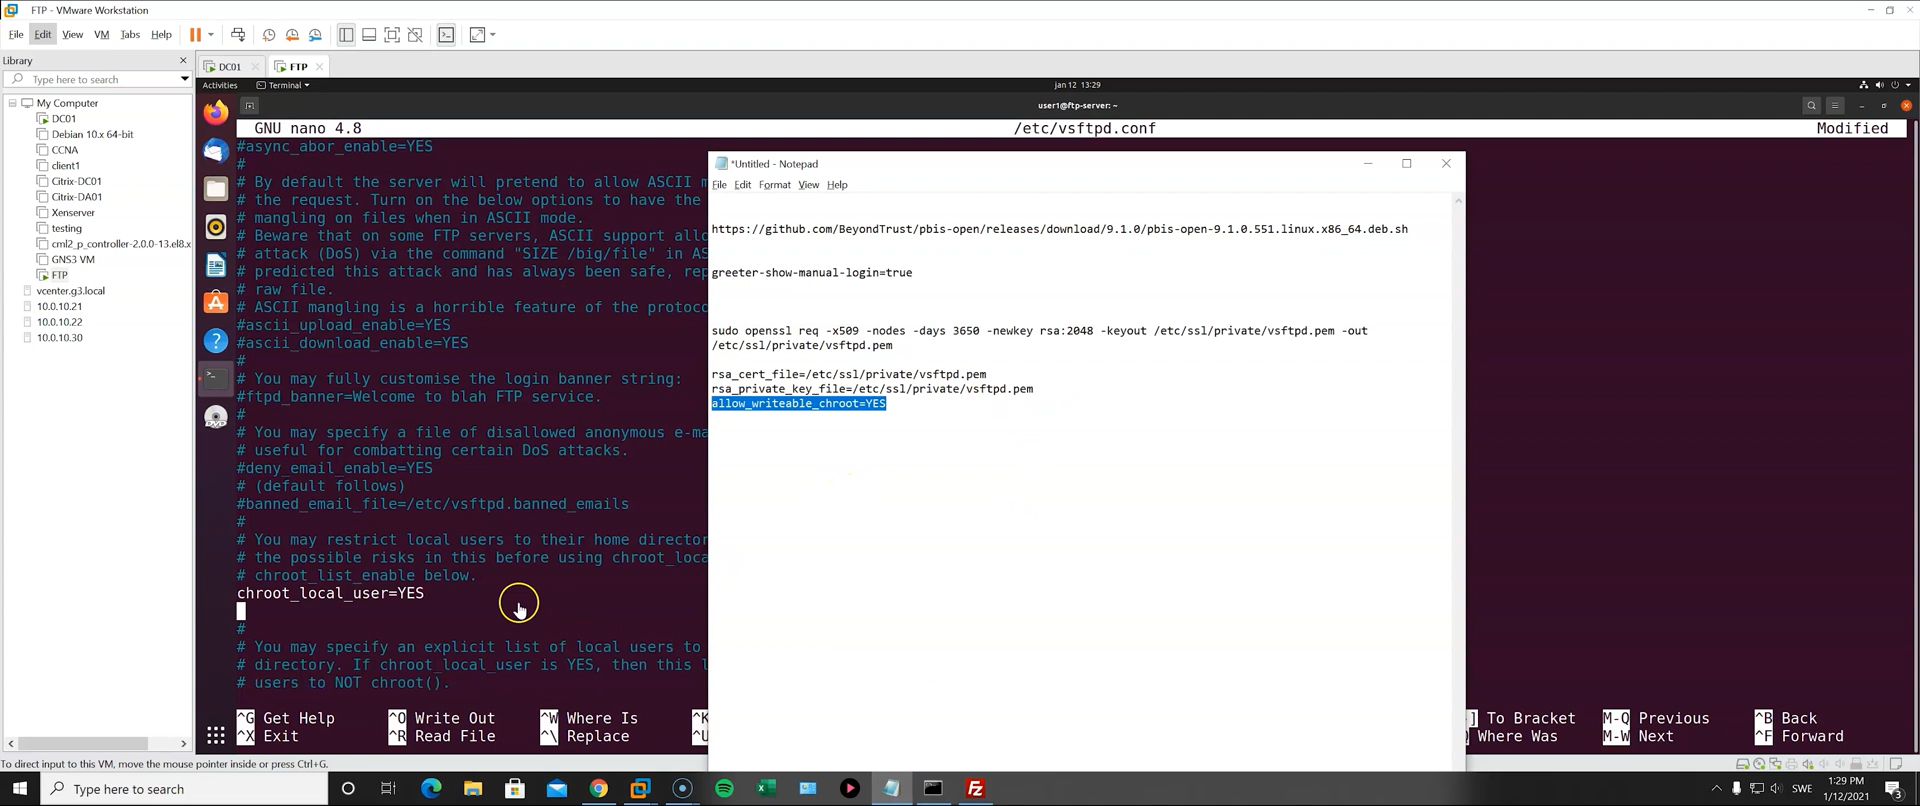 FTP - VMware Workstation
File Edit View VM Tabs Help
Library
Type here to search
DC01
FTP
Activities
Terminal
jan 12 13:29
My Computer
DC01
Debian 10.x 64-bit
CCNA
client1
Citrix-DC01
Citrix-DA01
Xenserver
testing
cml2_p_controller-2.0.0-13.el8.x
GNS3 VM
FTP
vcenter.g3.local
10.0.10.21
10.0.10.22
10.0.10.30
user1@ftp-server: ~
GNU nano 4.8 /etc/vsftpd.conf Modified
#async_abor_enable=YES
#
# By default the server will pretend to allow ASCII m
# the request. Turn on the below options to have the
# mangling on files when in ASCII mode.
# Beware that on some FTP servers, ASCII support allo
# attack (DoS) via the command "SIZE /big/file" in AS
# predicted this attack and has always been safe, rep
# raw file.
# ASCII mangling is a horrible feature of the protoco
#ascii_upload_enable=YES
#ascii_download_enable=YES
#
# You may fully customise the login banner string:
#ftpd_banner=Welcome to blah FTP service.
#
# You may specify a file of disallowed anonymous e-ma
# useful for combatting certain DoS attacks.
#deny_email_enable=YES
# (default follows)
#banned_email_file=/etc/vsftpd.banned_emails
#
# You may restrict local users to their home director
# the possible risks in this before using chroot_loca
# chroot_list_enable below.
chroot_local_user=YES
#
# You may specify an explicit list of local users to
# directory. If chroot_local_user is YES, then this l
# users to NOT chroot().
^G Get Help ^O Write Out ^W Where Is ^K ] To Bracket M-Q Previous ^B Back
^X Exit ^R Read File ^\ Replace ^U Where Was M-W Next ^F Forward
*Untitled - Notepad
File Edit Format View Help
https://github.com/BeyondTrust/pbis-open/releases/download/9.1.0/pbis-open-9.1.0.551.linux.x86_64.deb.sh
greeter-show-manual-login=true
sudo openssl req -x509 -nodes -days 3650 -newkey rsa:2048 -keyout /etc/ssl/private/vsftpd.pem -out
/etc/ssl/private/vsftpd.pem
rsa_cert_file=/etc/ssl/private/vsftpd.pem
rsa_private_key_file=/etc/ssl/private/vsftpd.pem
allow_writeable_chroot=YES
To direct input to this VM, move the mouse pointer inside or press Ctrl+G.
Type here to search
SWE
1:29 PM
1/12/2021
3